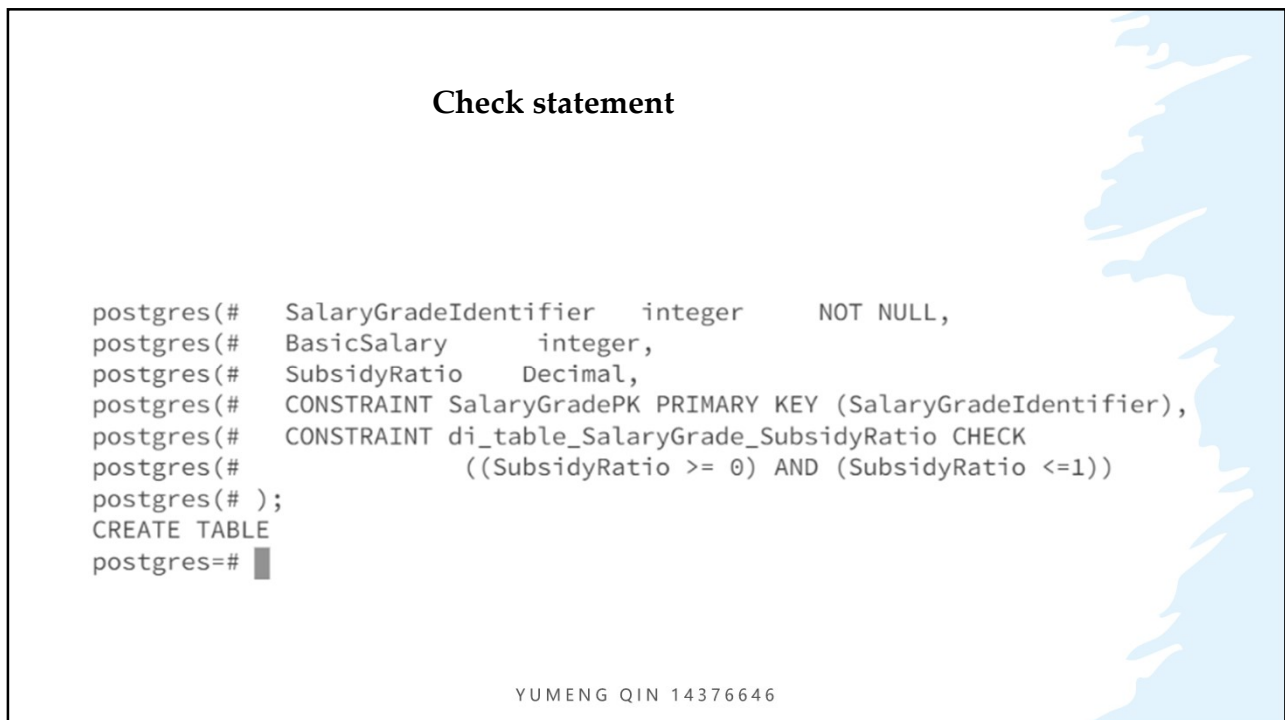 Check statement
postgres(#   SalaryGradeIdentifier   integer     NOT NULL,
postgres(#   BasicSalary      integer,
postgres(#   SubsidyRatio    Decimal,
postgres(#   CONSTRAINT SalaryGradePK PRIMARY KEY (SalaryGradeIdentifier),
postgres(#   CONSTRAINT di_table_SalaryGrade_SubsidyRatio CHECK
postgres(#               ((SubsidyRatio >= 0) AND (SubsidyRatio <=1))
postgres(# );
CREATE TABLE
postgres=#
YUMENG QIN 14376646